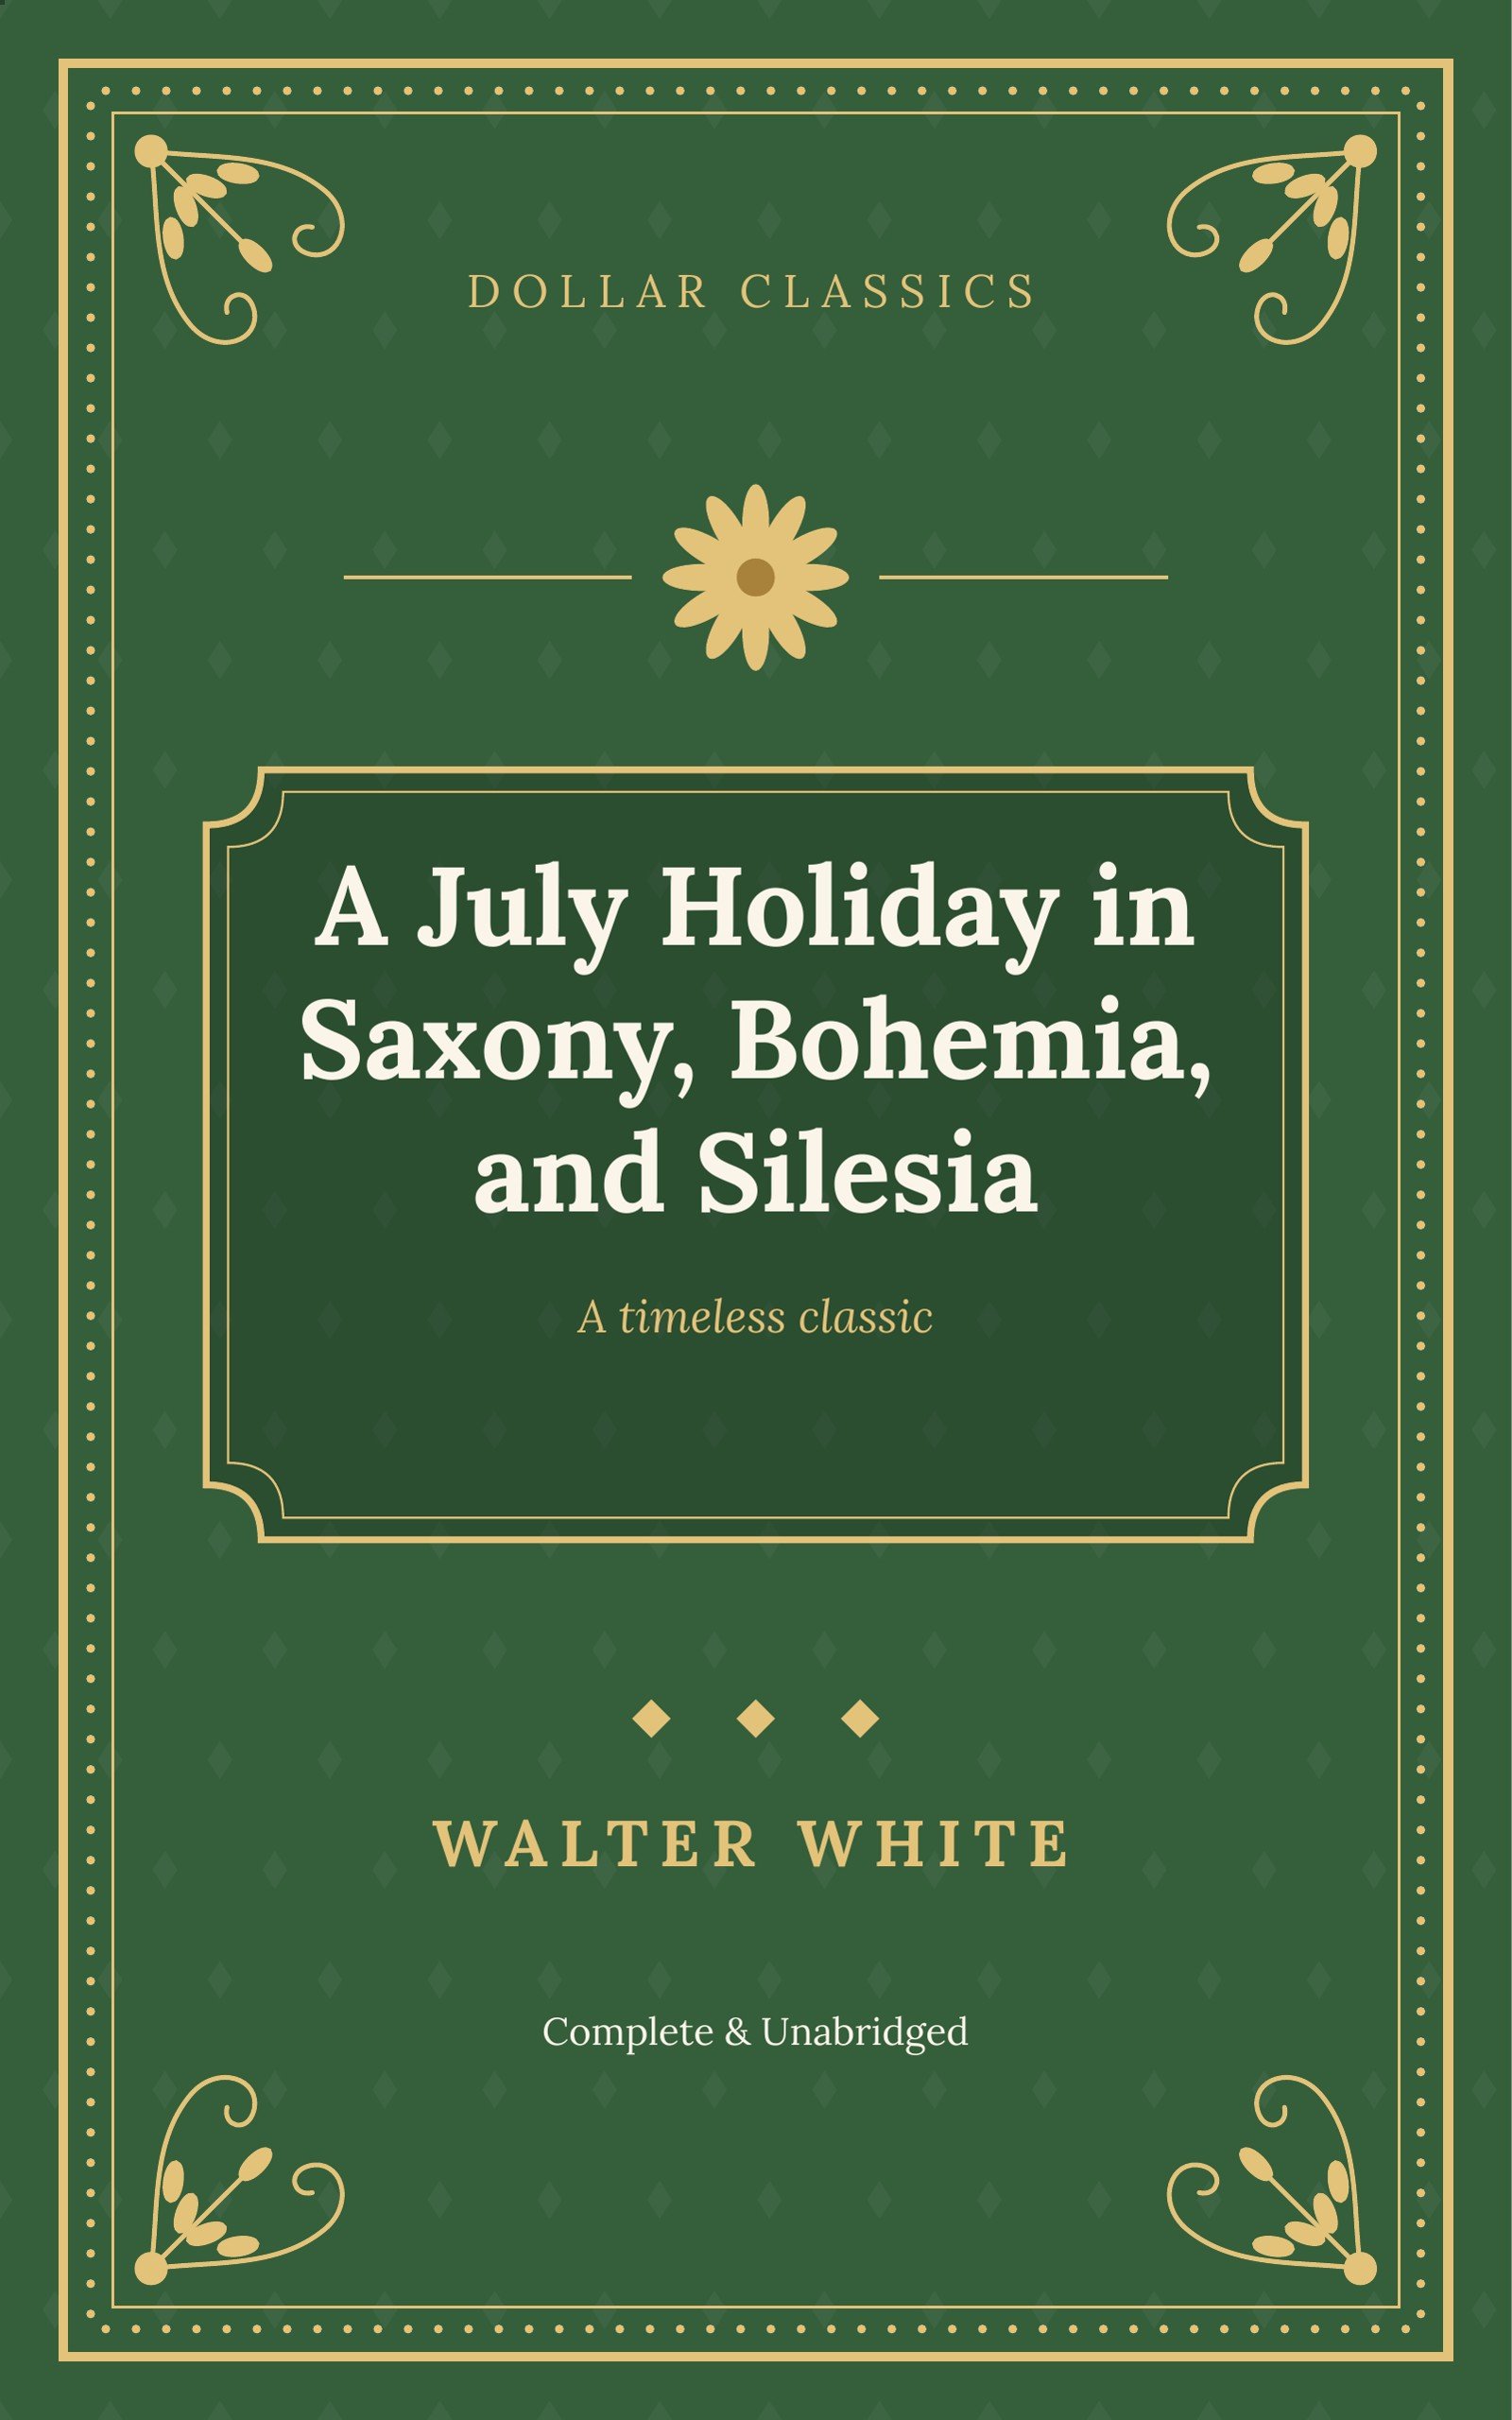 DOLLAR CLASSICS
A July Holiday in
Saxony, Bohemia,
and Silesia
A timeless classic
WALTER WHITE
Complete & Unabridged